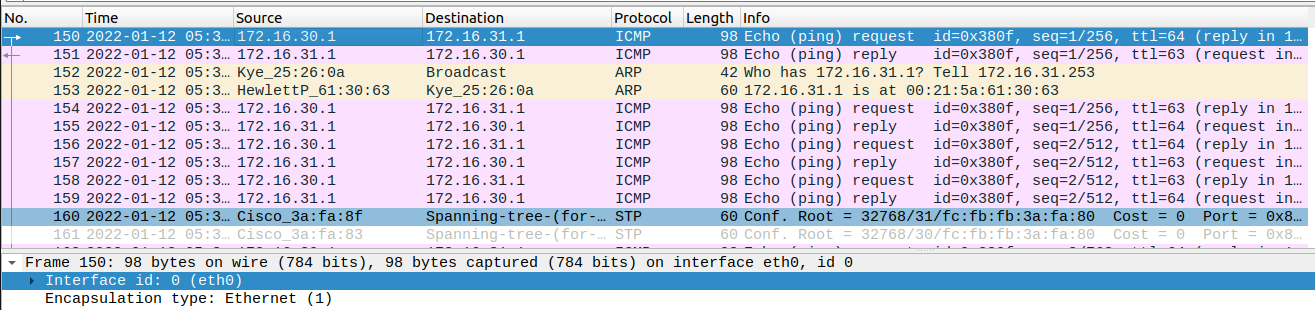 No. Time Source Destination Protocol Length Info
150 2022-01-12 05:3… 172.16.30.1 172.16.31.1 ICMP 98 Echo (ping) request id=0x380f, seq=1/256, ttl=64 (reply in 1…
151 2022-01-12 05:3… 172.16.31.1 172.16.30.1 ICMP 98 Echo (ping) reply id=0x380f, seq=1/256, ttl=63 (request in…
152 2022-01-12 05:3… Kye_25:26:0a Broadcast ARP 42 Who has 172.16.31.1? Tell 172.16.31.253
153 2022-01-12 05:3… HewlettP_61:30:63 Kye_25:26:0a ARP 60 172.16.31.1 is at 00:21:5a:61:30:63
154 2022-01-12 05:3… 172.16.30.1 172.16.31.1 ICMP 98 Echo (ping) request id=0x380f, seq=1/256, ttl=63 (reply in 1…
155 2022-01-12 05:3… 172.16.31.1 172.16.30.1 ICMP 98 Echo (ping) reply id=0x380f, seq=1/256, ttl=64 (request in…
156 2022-01-12 05:3… 172.16.30.1 172.16.31.1 ICMP 98 Echo (ping) request id=0x380f, seq=2/512, ttl=64 (reply in 1…
157 2022-01-12 05:3… 172.16.31.1 172.16.30.1 ICMP 98 Echo (ping) reply id=0x380f, seq=2/512, ttl=63 (request in…
158 2022-01-12 05:3… 172.16.30.1 172.16.31.1 ICMP 98 Echo (ping) request id=0x380f, seq=2/512, ttl=63 (reply in 1…
159 2022-01-12 05:3… 172.16.31.1 172.16.30.1 ICMP 98 Echo (ping) reply id=0x380f, seq=2/512, ttl=64 (request in…
160 2022-01-12 05:3… Cisco_3a:fa:8f Spanning-tree-(for-… STP 60 Conf. Root = 32768/31/fc:fb:fb:3a:fa:80 Cost = 0 Port = 0x8…
161 2022-01-12 05:3… Cisco_3a:fa:83 Spanning-tree-(for-… STP 60 Conf. Root = 32768/30/fc:fb:fb:3a:fa:80 Cost = 0 Port = 0x8…
Frame 150: 98 bytes on wire (784 bits), 98 bytes captured (784 bits) on interface eth0, id 0
Interface id: 0 (eth0)
Encapsulation type: Ethernet (1)